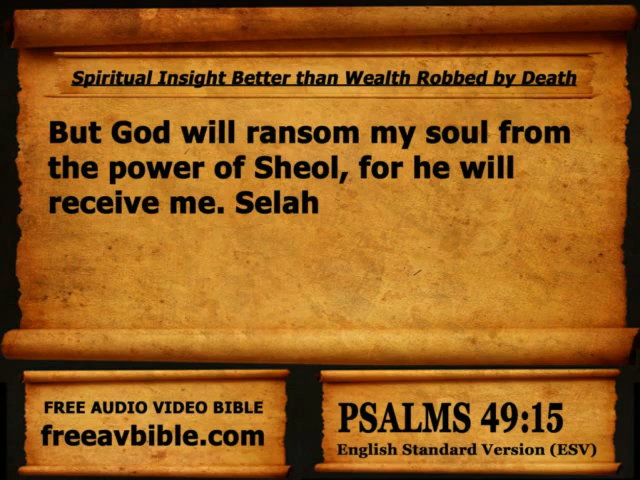 Spiritual Insight Better than Wealth Robbed by Death
But God will ransom my soul from
the power of Sheol, for he will
receive me. Selah
FREE AUDIO VIDEO BIBLE
freeavbible.com
PSALMS 49:15
English Standard Version (ESV)